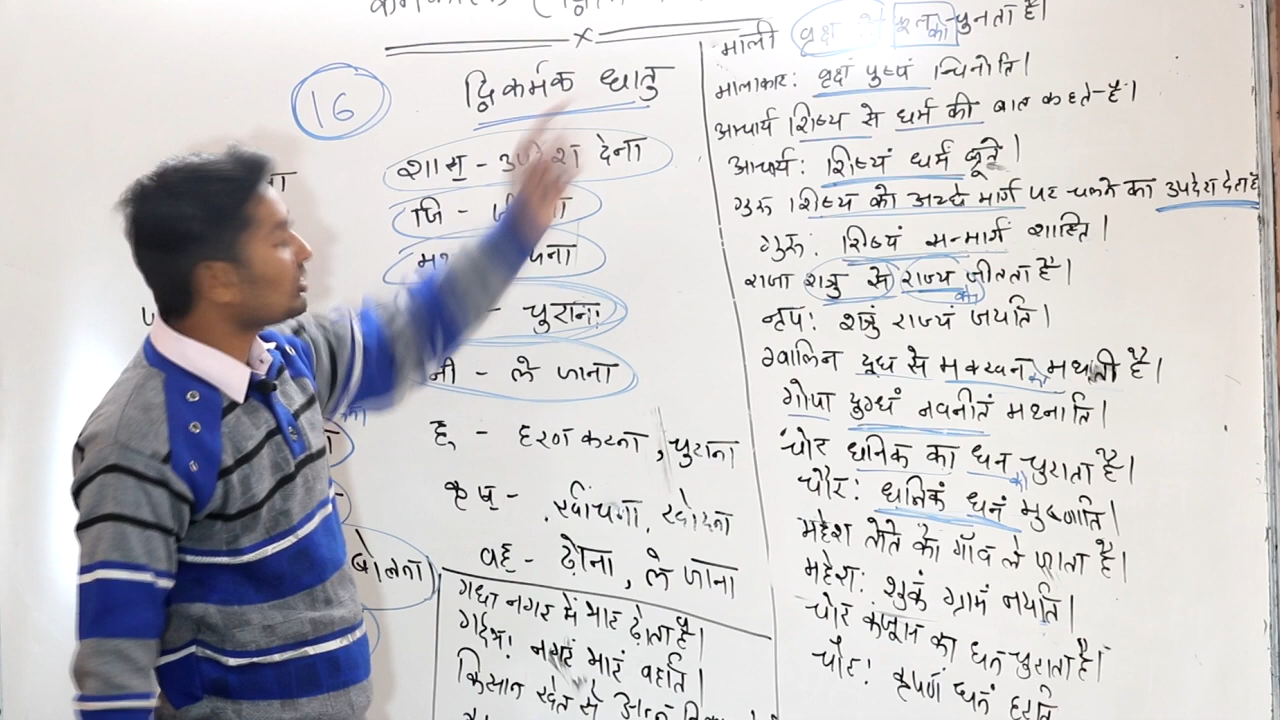 द्विकर्मक धातु
16
शास् - उपदेश देना
जि -
- चुराना
नी - ले जाना
हृ - हरण करना, चुराना
कृष् - खींचना, खोदना
वह् - ढोना, ले जाना
बोलना
गधा नगर में भार ढोता है।
गर्दभः नगरं भारं वहति।
किसान खेत से अन्न
माली वृक्ष से फूल को चुनता है।
मालाकारः वृक्षं पुष्पं चिनोति।
आचार्य शिष्य से धर्म की बात कहते है।
आचार्यः शिष्यं धर्मं ब्रूते।
गुरु शिष्य को अच्छे मार्ग पर चलने का उपदेश देता है
गुरुः शिष्यं सन्मार्गं शास्ति।
राजा शत्रु से राज्य को जीतता है।
नृपः शत्रुं राज्यं जयति।
ग्वालिन दूध से मक्खन को मथती है।
गोपा दुग्धं नवनीतं मथ्नाति।
चोर धनिक का धन को चुराता है।
चौरः धनिकं धनं मुष्णाति।
महेश तोते को गाँव ले जाता है।
महेशः शुकं ग्रामं नयति।
चोर कंजूस का धन चुराता है।
चौरः कृपणं धनं हरति